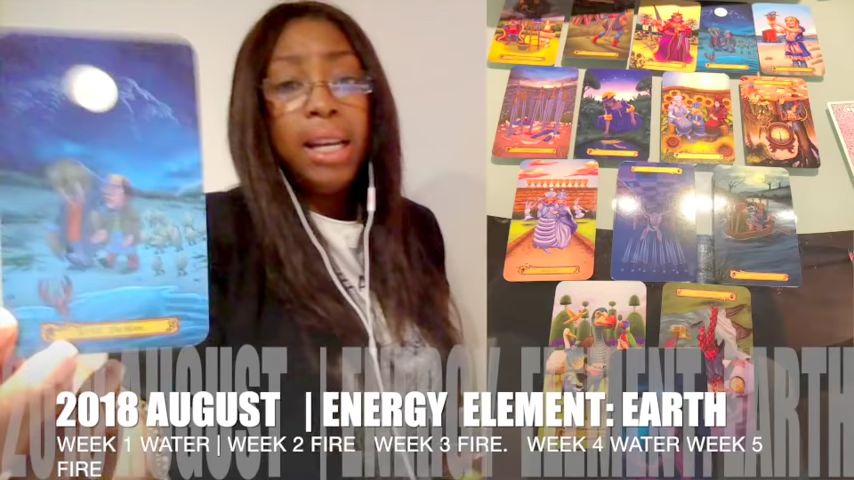 2018 AUGUST | ENERGY ELEMENT: EARTH
WEEK 1 WATER | WEEK 2 FIRE WEEK 3 FIRE. WEEK 4 WATER WEEK 5
FIRE